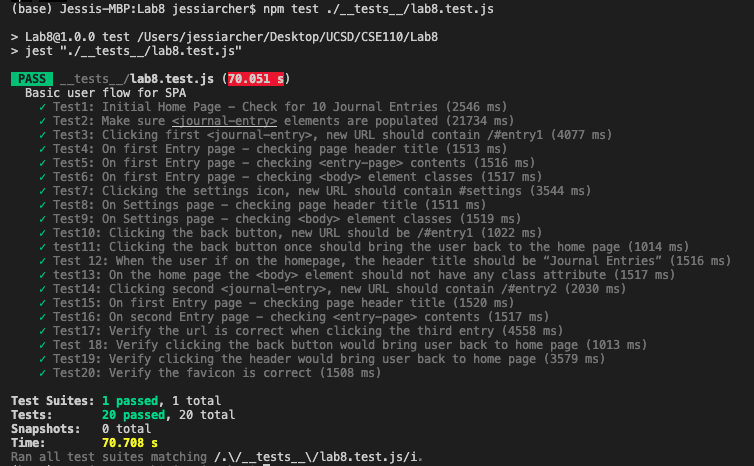 (base) Jessis-MBP:Lab8 jessiarcher$ npm test ./__tests__/lab8.test.js
> Lab8@1.0.0 test /Users/jessiarcher/Desktop/UCSD/CSE110/Lab8
> jest "./__tests__/lab8.test.js"
PASS __tests__/lab8.test.js (70.051 s)
Basic user flow for SPA
✓ Test1: Initial Home Page - Check for 10 Journal Entries (2546 ms)
✓ Test2: Make sure <journal-entry> elements are populated (21734 ms)
✓ Test3: Clicking first <journal-entry>, new URL should contain /#entry1 (4077 ms)
✓ Test4: On first Entry page - checking page header title (1513 ms)
✓ Test5: On first Entry page - checking <entry-page> contents (1516 ms)
✓ Test6: On first Entry page - checking <body> element classes (1517 ms)
✓ Test7: Clicking the settings icon, new URL should contain #settings (3544 ms)
✓ Test8: On Settings page - checking page header title (1511 ms)
✓ Test9: On Settings page - checking <body> element classes (1519 ms)
✓ Test10: Clicking the back button, new URL should be /#entry1 (1022 ms)
✓ test11: Clicking the back button once should bring the user back to the home page (1014 ms)
✓ Test 12: When the user if on the homepage, the header title should be “Journal Entries” (1516 ms)
✓ test13: On the home page the <body> element should not have any class attribute (1517 ms)
✓ Test14: Clicking second <journal-entry>, new URL should contain /#entry2 (2030 ms)
✓ Test15: On first Entry page - checking page header title (1520 ms)
✓ Test16: On second Entry page - checking <entry-page> contents (1517 ms)
✓ Test17: Verify the url is correct when clicking the third entry (4558 ms)
✓ Test 18: Verify clicking the back button would bring user back to home page (1013 ms)
✓ Test19: Verify clicking the header would bring user back to home page (3579 ms)
✓ Test20: Verify the favicon is correct (1508 ms)
Test Suites: 1 passed, 1 total
Tests: 20 passed, 20 total
Snapshots: 0 total
Time: 70.708 s
Ran all test suites matching /.\/__tests__\/lab8.test.js/i.